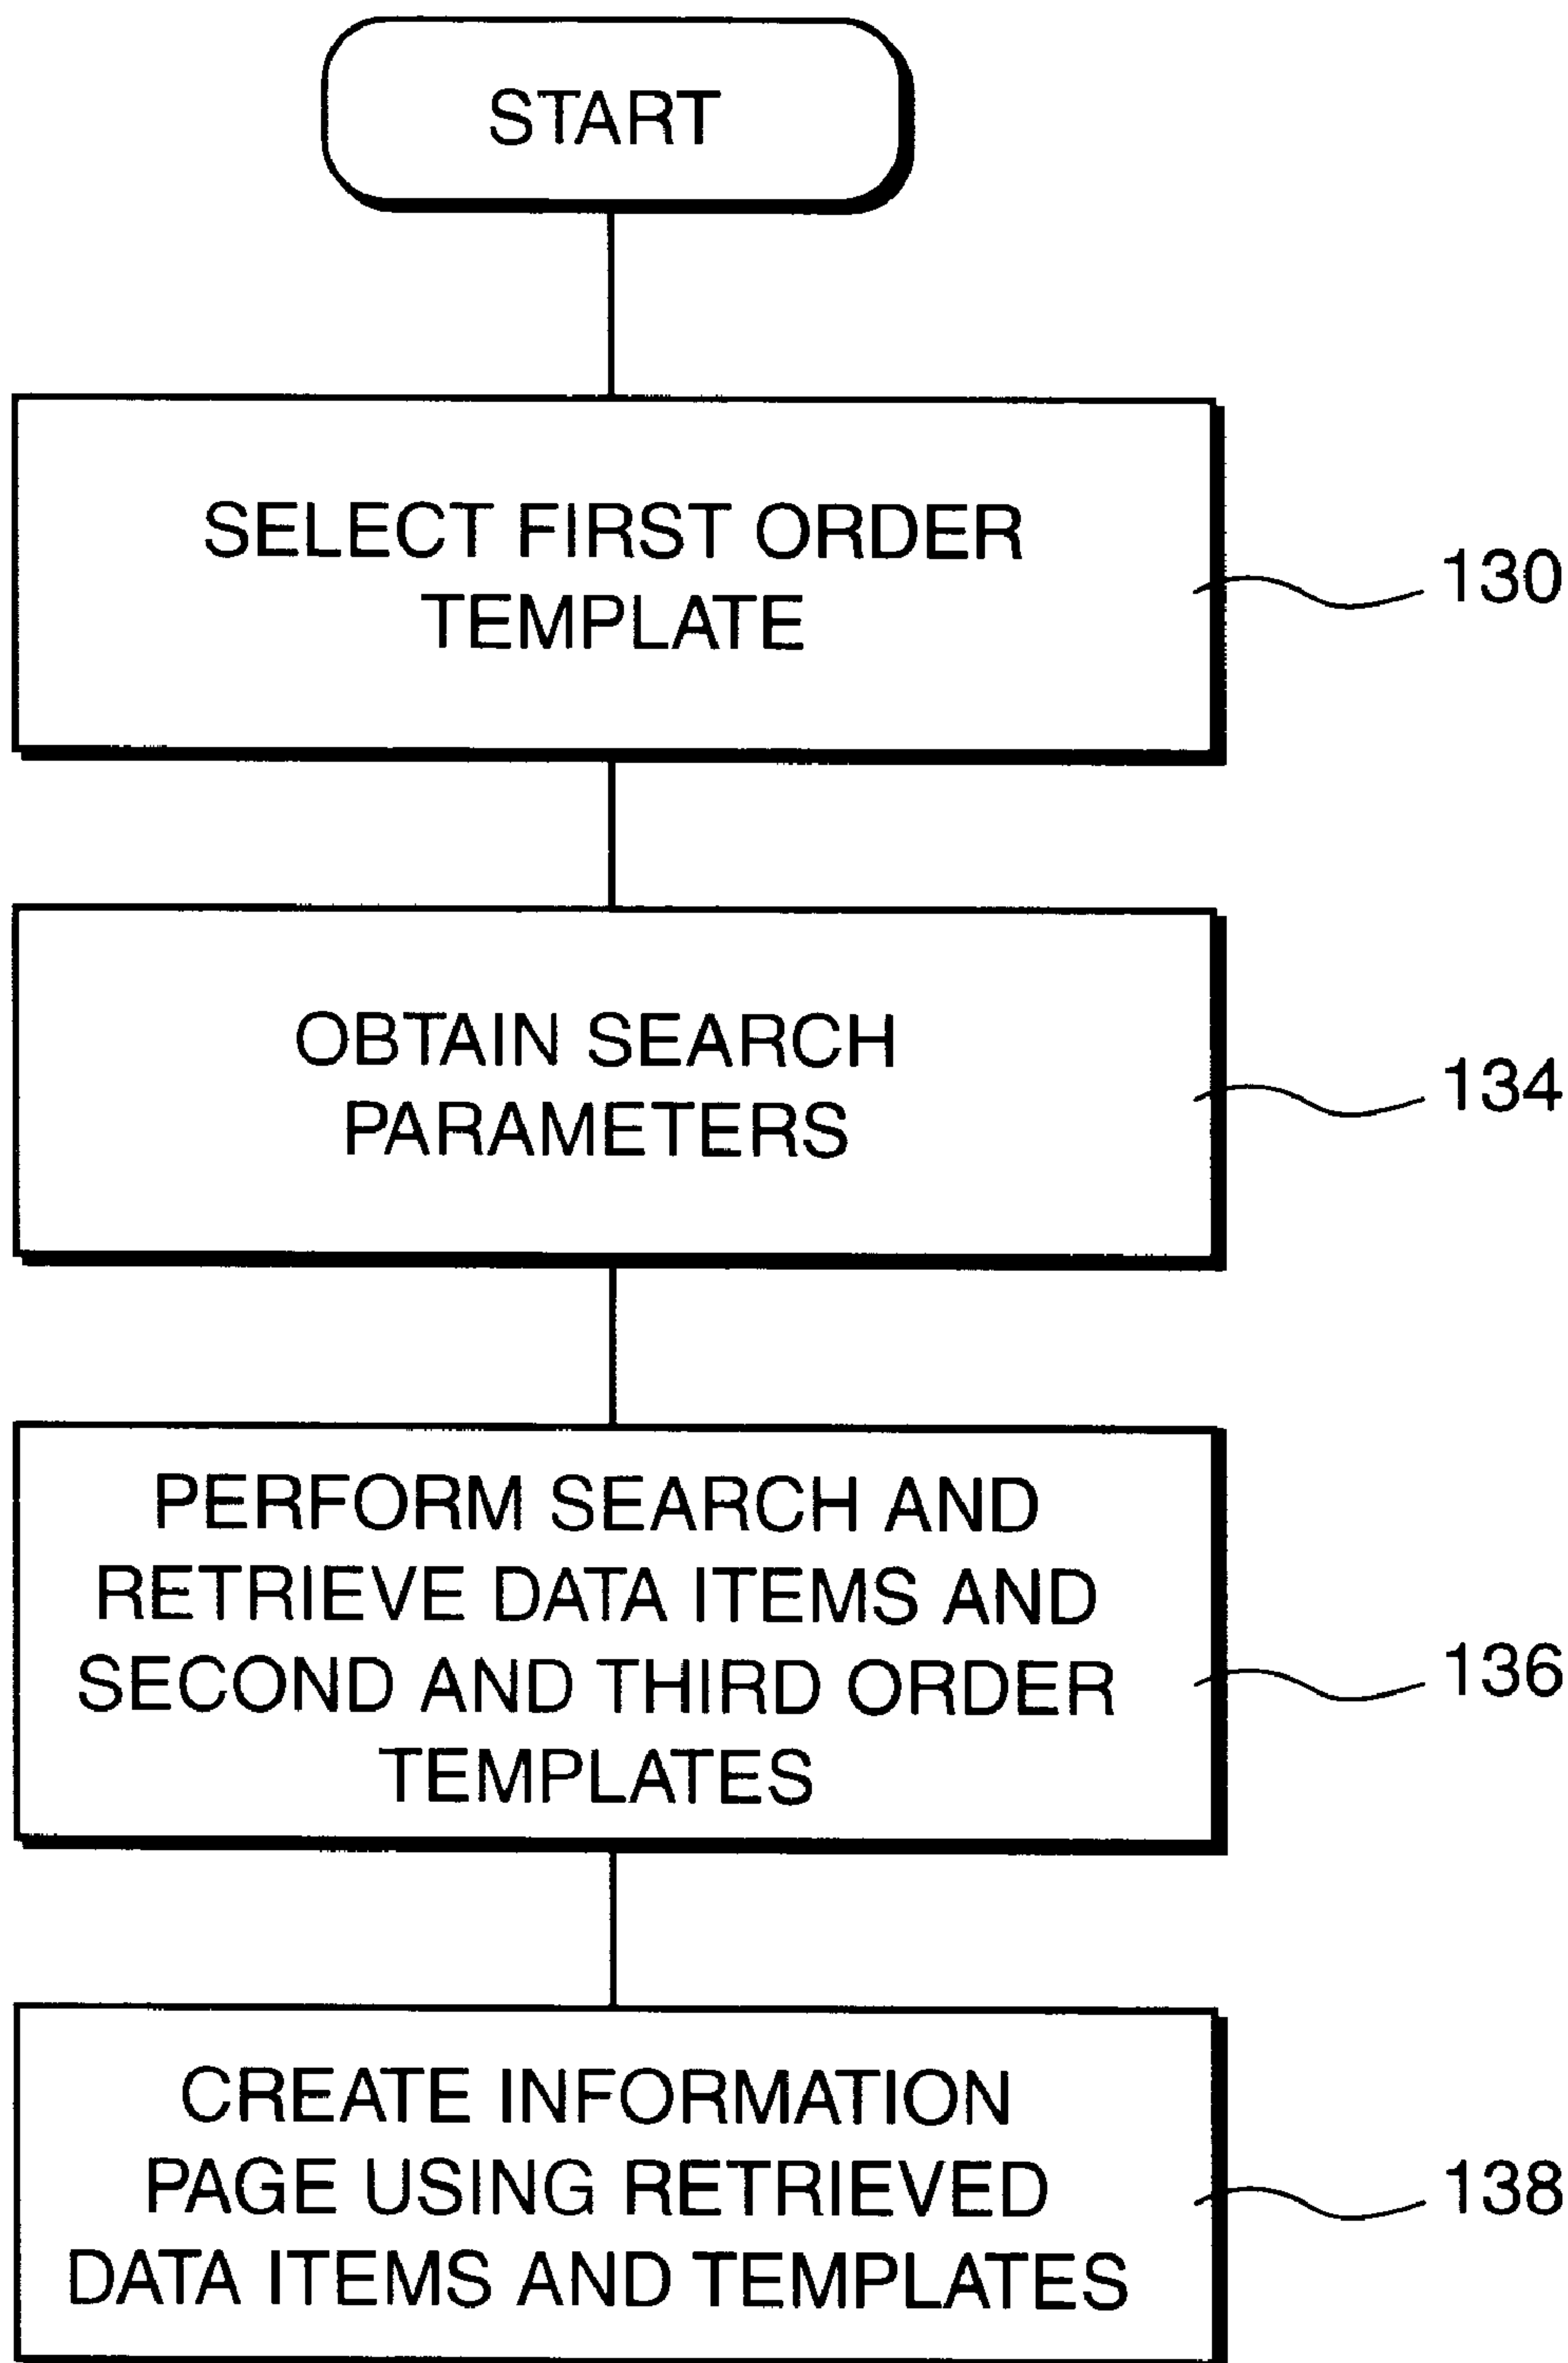 START
SELECT FIRST ORDER
TEMPLATE
130
OBTAIN SEARCH
PARAMETERS
134
PERFORM SEARCH AND
RETRIEVE DATA ITEMS AND
SECOND AND THIRD ORDER
TEMPLATES
136
CREATE INFORMATION
PAGE USING RETRIEVED
DATA ITEMS AND TEMPLATES
138